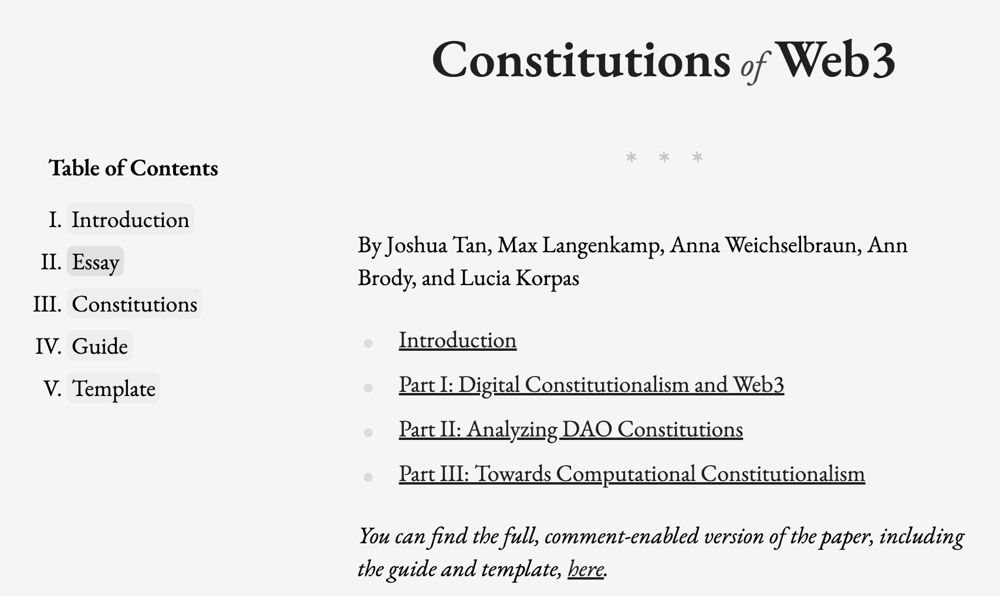 Constitutions of Web3
* * *
Table of Contents
I. Introduction
II. Essay
III. Constitutions
IV. Guide
V. Template
By Joshua Tan, Max Langenkamp, Anna Weichselbraun, Ann
Brody, and Lucia Korpas
Introduction
Part I: Digital Constitutionalism and Web3
Part II: Analyzing DAO Constitutions
Part III: Towards Computational Constitutionalism
You can find the full, comment-enabled version of the paper, including
the guide and template, here.